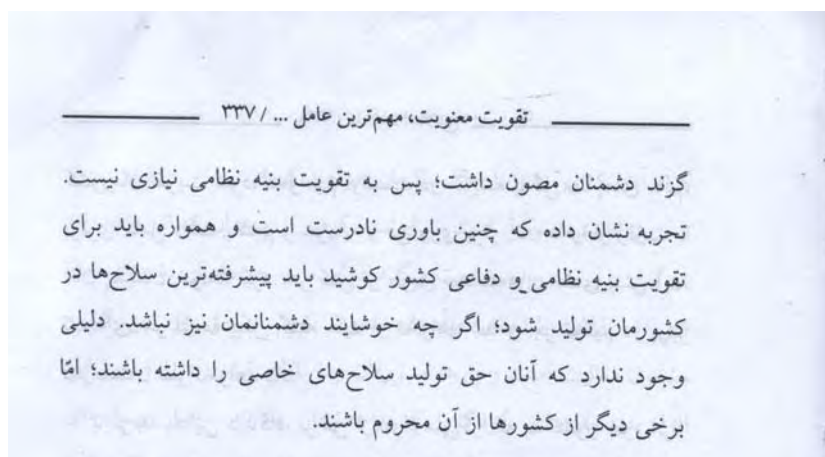 تقویت معنویت، مهم‌ترین عامل ... / ۳۳۷
گزند دشمنان مصون داشت؛ پس به تقویت بنیه نظامی نیازی نیست.
تجربه نشان داده که چنین باوری نادرست است و همواره باید برای
تقویت بنیه نظامی و دفاعی کشور کوشید باید پیشرفته‌ترین سلاح‌ها در
کشورمان تولید شود؛ اگر چه خوشایند دشمنانمان نیز نباشد. دلیلی
وجود ندارد که آنان حق تولید سلاح‌های خاصی را داشته باشند؛ امّا
برخی دیگر از کشورها از آن محروم باشند.